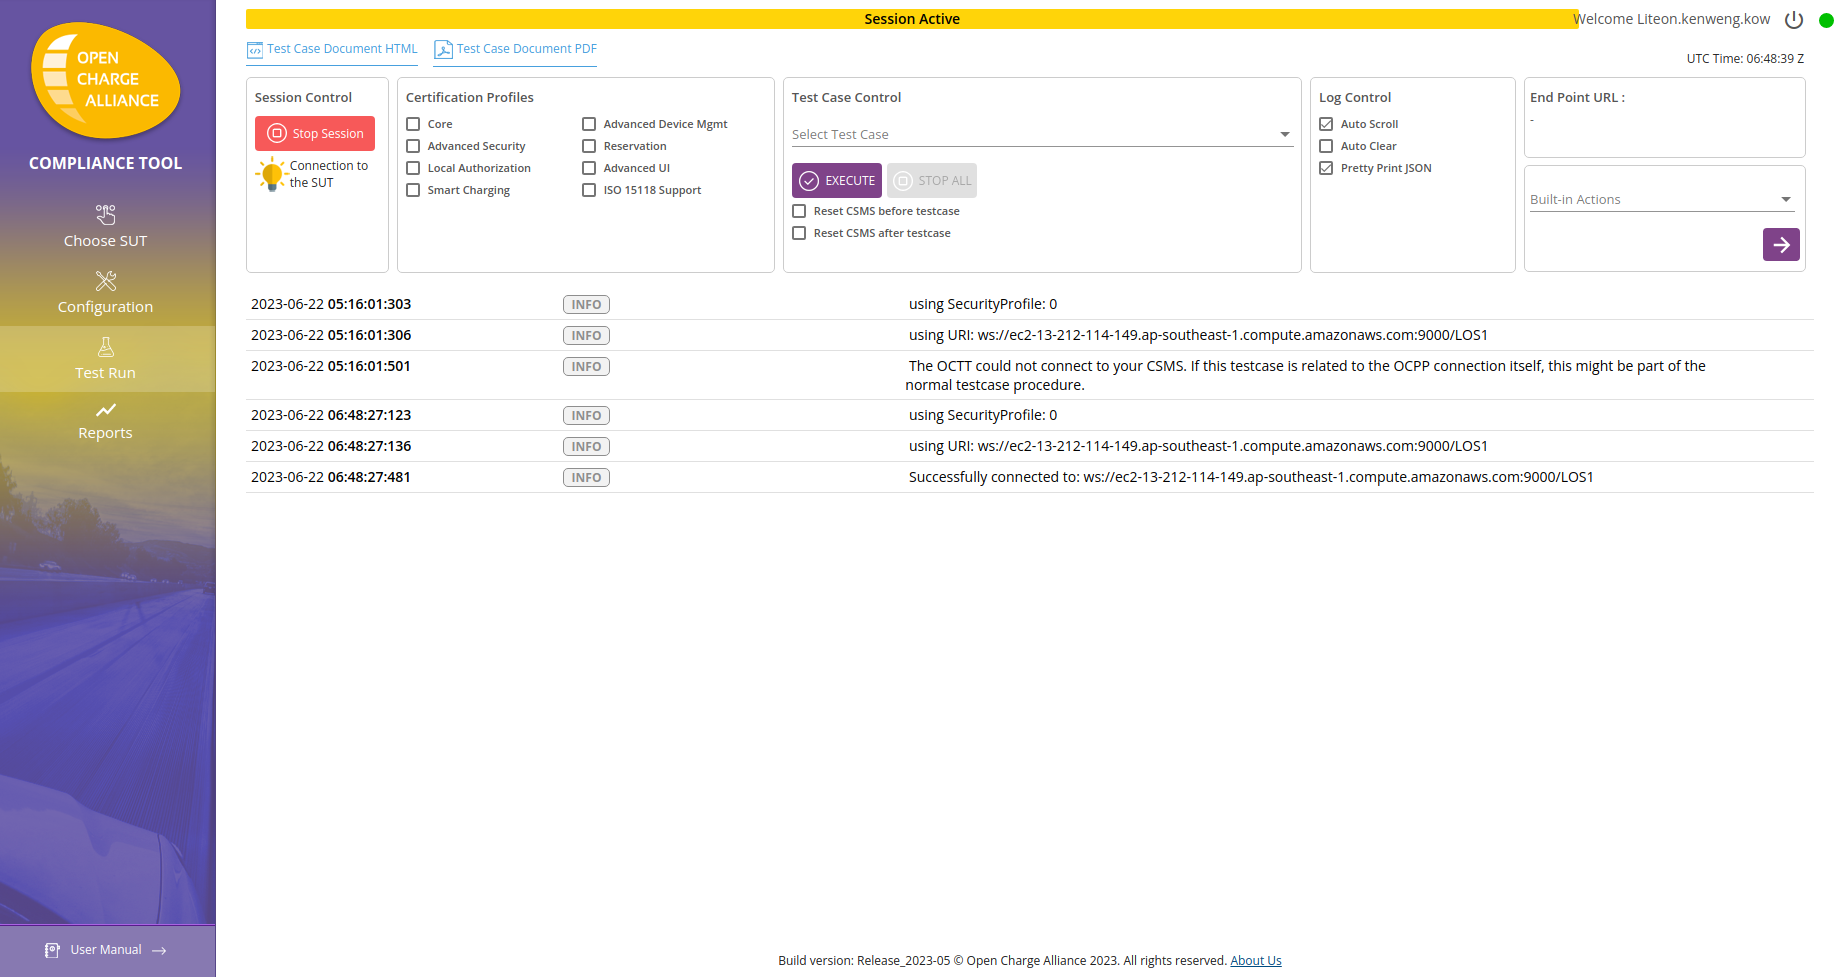 OPEN
CHARGE
ALLIANCE
COMPLIANCE TOOL
Choose SUT
Configuration
Test Run
Reports
User Manual
Session Active
Welcome Liteon.kenweng.kow
Test Case Document HTML
Test Case Document PDF
UTC Time: 06:48:39 Z
Session Control
Stop Session
Connection to
the SUT
Certification Profiles
Core
Advanced Security
Local Authorization
Smart Charging
Advanced Device Mgmt
Reservation
Advanced UI
ISO 15118 Support
Test Case Control
Select Test Case
EXECUTE
STOP ALL
Reset CSMS before testcase
Reset CSMS after testcase
Log Control
Auto Scroll
Auto Clear
Pretty Print JSON
End Point URL :
-
Built-in Actions
2023-06-22 05:16:01:303 INFO using SecurityProfile: 0
2023-06-22 05:16:01:306 INFO using URI: ws://ec2-13-212-114-149.ap-southeast-1.compute.amazonaws.com:9000/LOS1
2023-06-22 05:16:01:501 INFO The OCTT could not connect to your CSMS. If this testcase is related to the OCPP connection itself, this might be part of the
normal testcase procedure.
2023-06-22 06:48:27:123 INFO using SecurityProfile: 0
2023-06-22 06:48:27:136 INFO using URI: ws://ec2-13-212-114-149.ap-southeast-1.compute.amazonaws.com:9000/LOS1
2023-06-22 06:48:27:481 INFO Successfully connected to: ws://ec2-13-212-114-149.ap-southeast-1.compute.amazonaws.com:9000/LOS1
Build version: Release_2023-05 © Open Charge Alliance 2023. All rights reserved. About Us